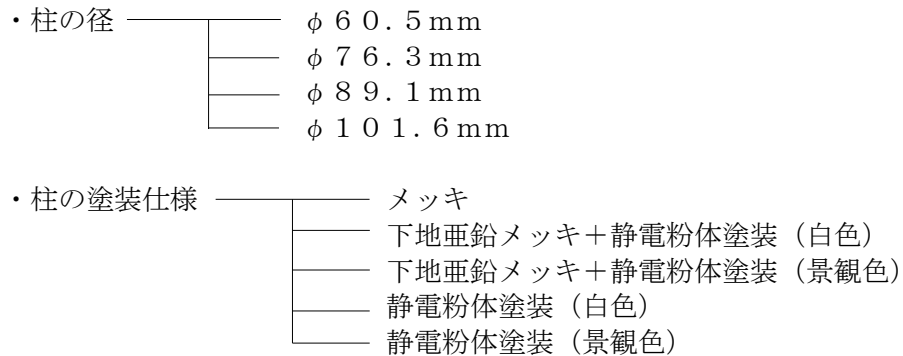 ・柱の径 φ６０.５mm
φ７６.３mm
φ８９.１mm
φ１０１.６mm
・柱の塗装仕様 メッキ
下地亜鉛メッキ＋静電粉体塗装（白色）
下地亜鉛メッキ＋静電粉体塗装（景観色）
静電粉体塗装（白色）
静電粉体塗装（景観色）